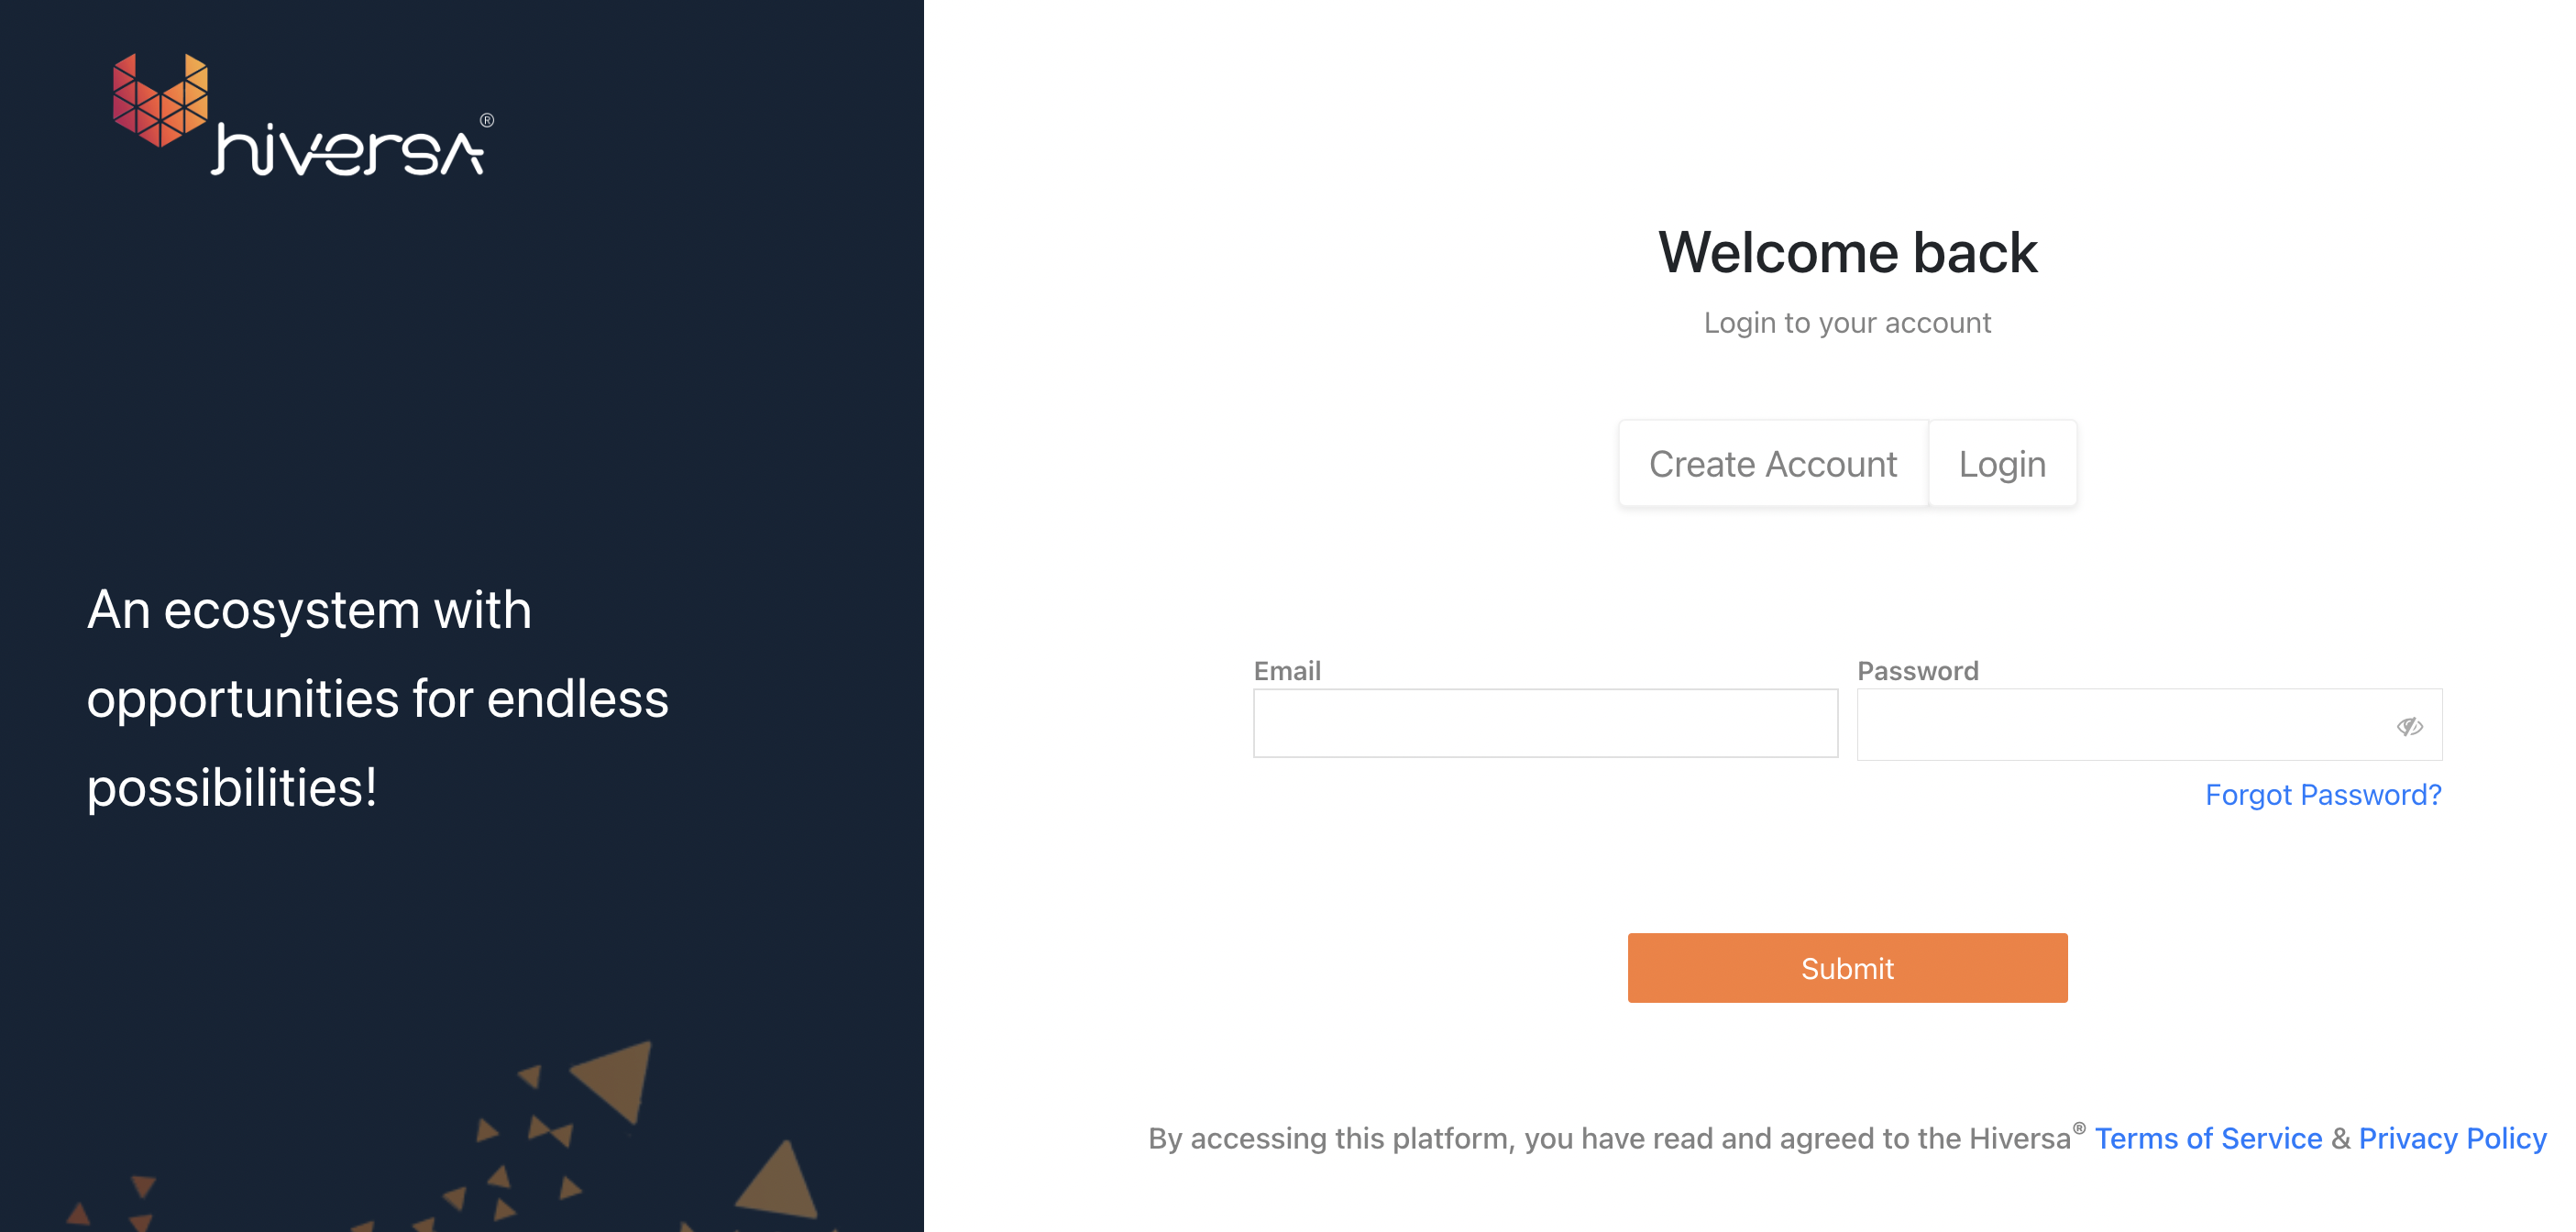 hiversa®
An ecosystem with
opportunities for endless
possibilities!
Welcome back
Login to your account
Create Account
Login
Email
Password
Forgot Password?
Submit
By accessing this platform, you have read and agreed to the Hiversa® Terms of Service & Privacy Policy